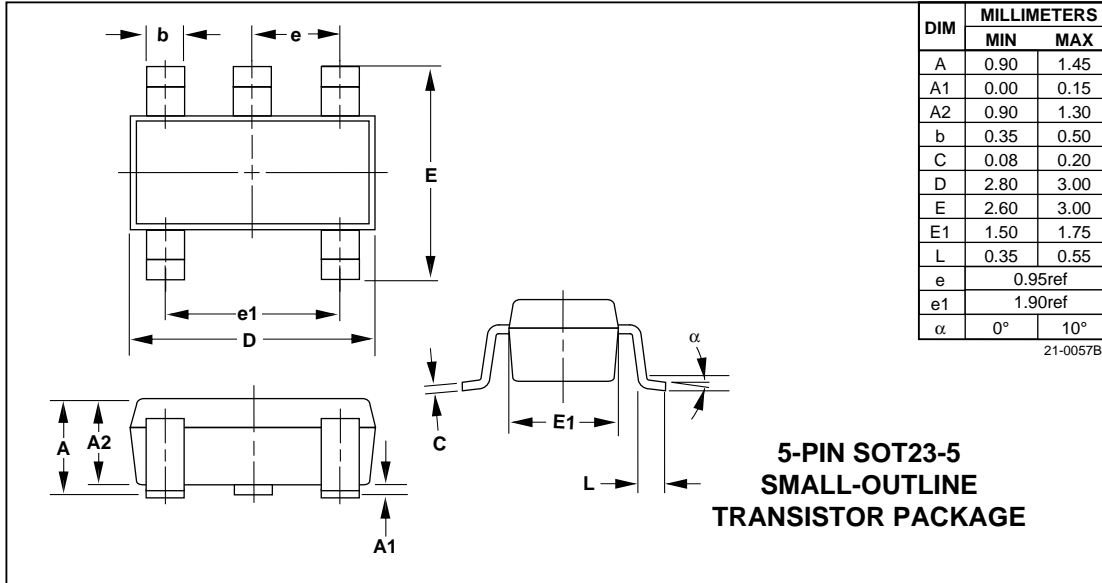 b
e
E
e1
D
A
A2
A1
C
E1
L
α
DIM MILLIMETERS
MIN MAX
A 0.90 1.45
A1 0.00 0.15
A2 0.90 1.30
b 0.35 0.50
C 0.08 0.20
D 2.80 3.00
E 2.60 3.00
E1 1.50 1.75
L 0.35 0.55
e 0.95ref
e1 1.90ref
α 0° 10°
21-0057B
5-PIN SOT23-5
SMALL-OUTLINE
TRANSISTOR PACKAGE